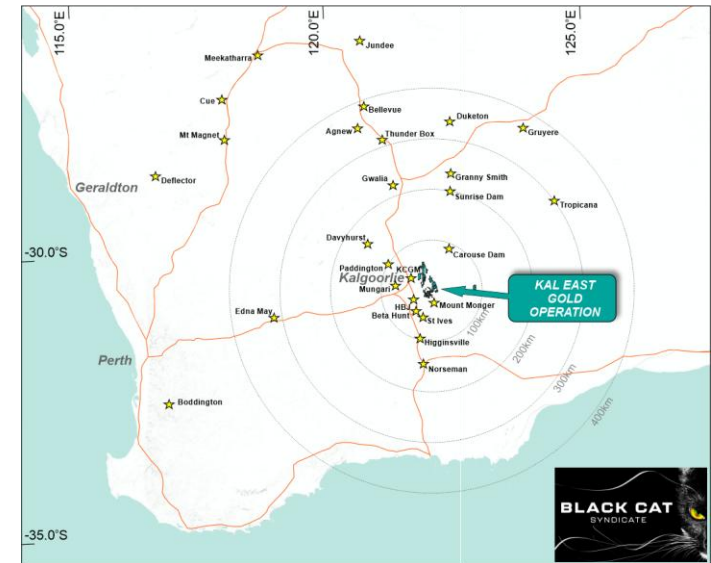 115.0°E
120.0°E
125.0°E
Jundee
Meekatharra
Cue
Bellevue
Duketon
Agnew
Thunder Box
Gruyere
Mt Magnet
Gwalia
Granny Smith
Deflector
Geraldton
Sunrise Dam
Tropicana
Davyhurst
Carouse Dam
-30.0°S
Paddington
KCGM
Kalgoorlie
Mungari
KAL EAST
GOLD
OPERATION
Mount Monger
HBJ
Edna May
Beta Hunt
St Ives
100km
Higginsville
200km
Perth
Norseman
300km
400km
Boddington
BLACK CAT
SYNDICATE
-35.0°S